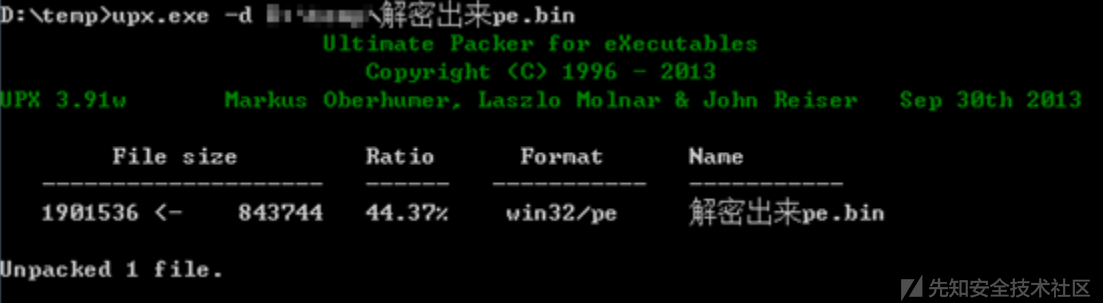 D:\temp>upx.exe -d \解密出来pe.bin
Ultimate Packer for eXecutables
Copyright (C) 1996 - 2013
UPX 3.91w Markus Oberhumer, Laszlo Molnar & John Reiser Sep 30th 2013
File size Ratio Format Name
-------------------- ------ ----------- -----------
1901536 <- 843744 44.37% win32/pe 解密出来pe.bin
Unpacked 1 file.
先知安全技术社区